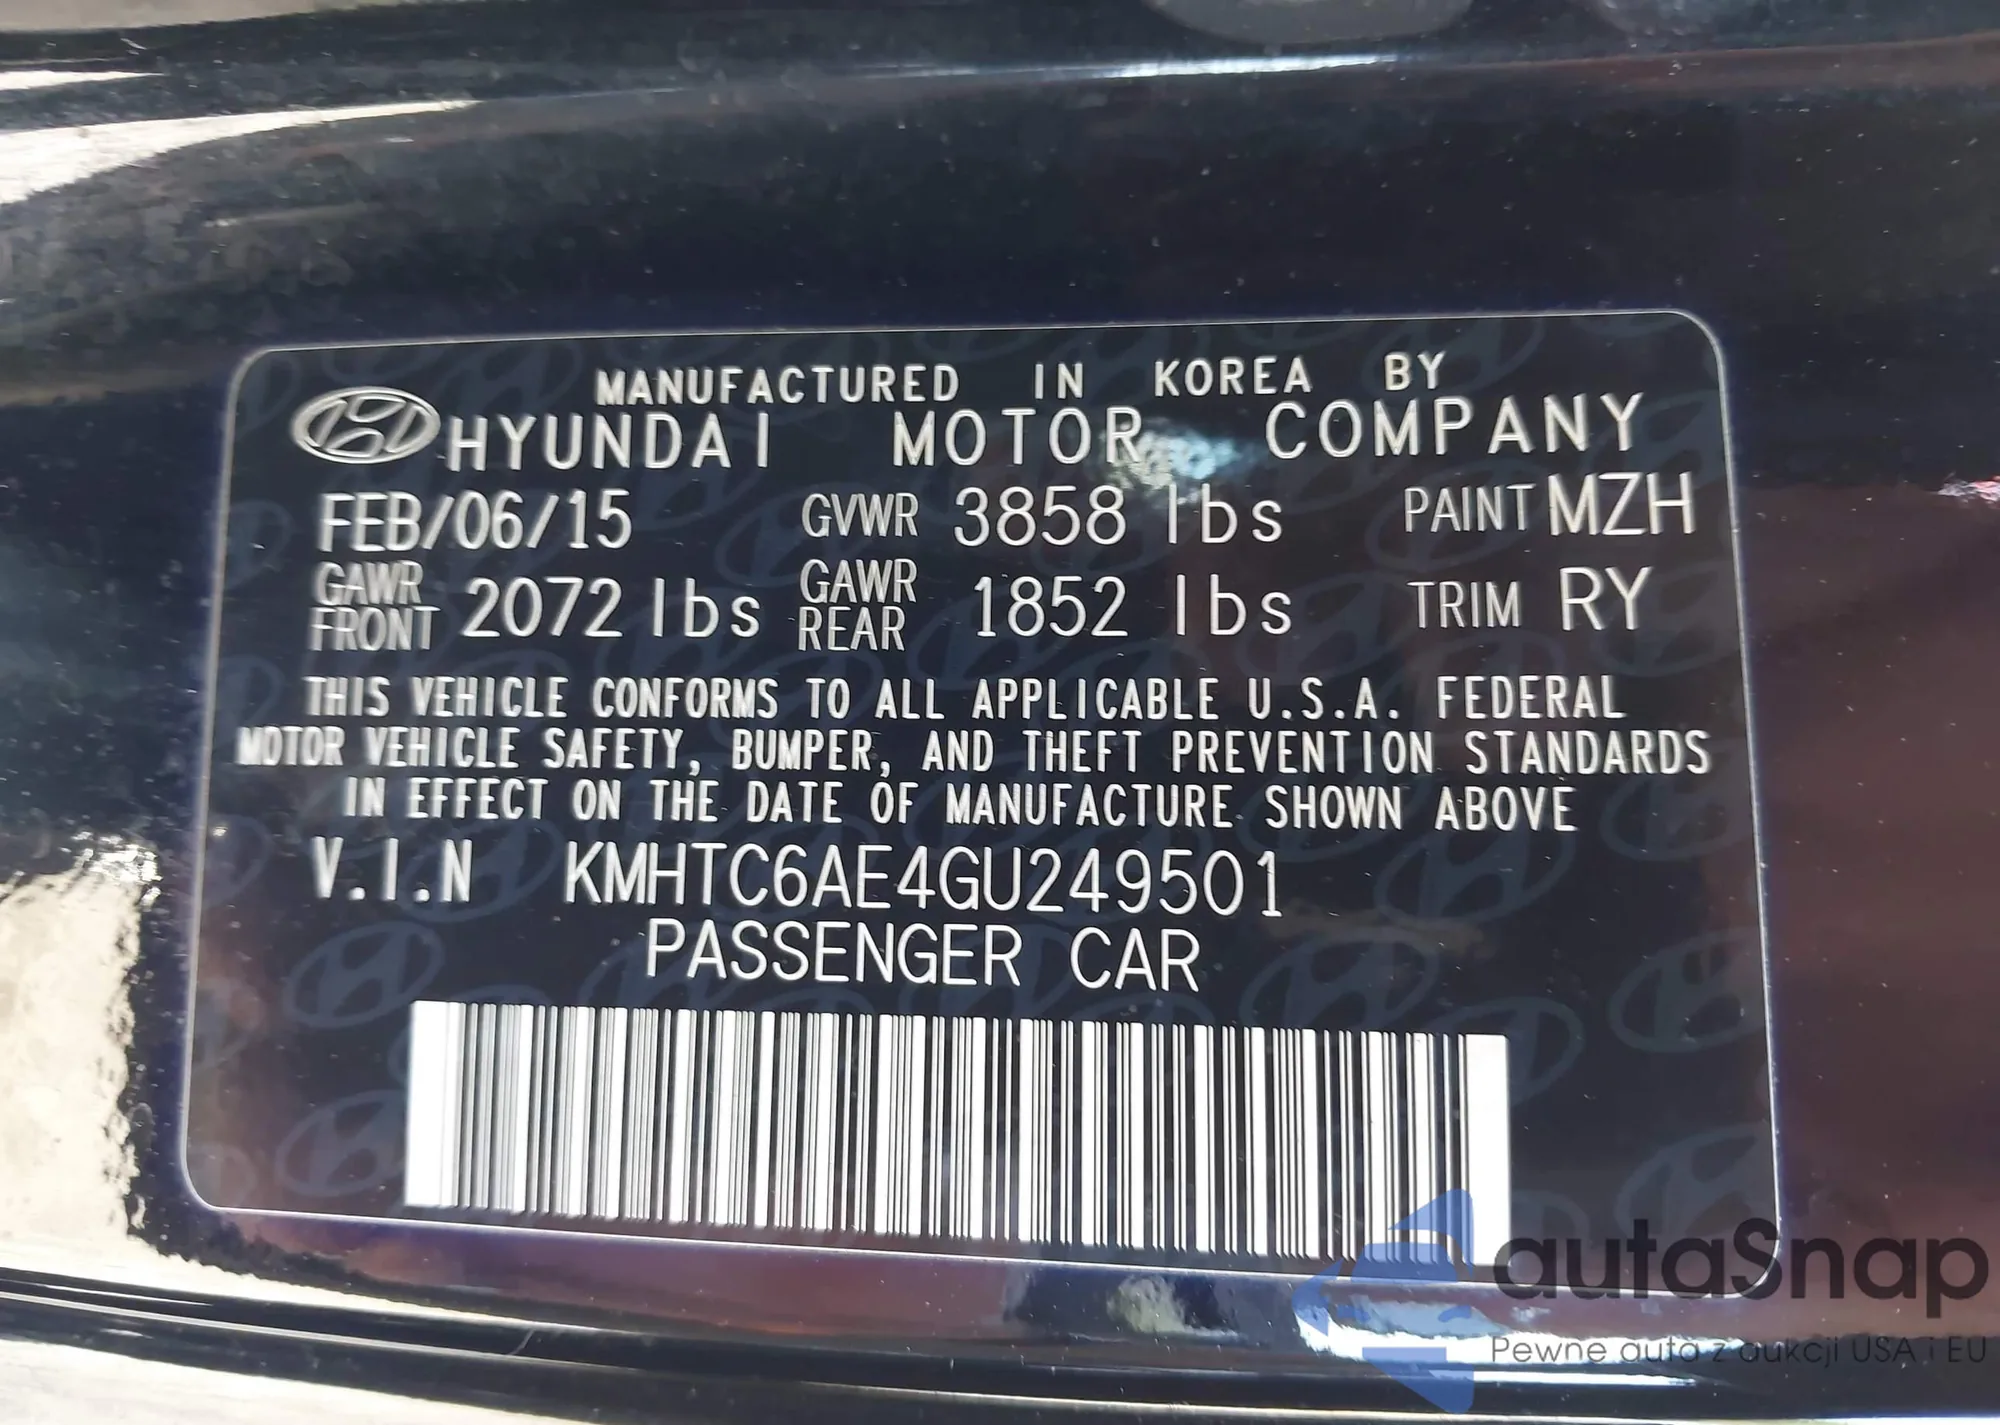 MANUFACTURED IN KOREA BY
HYUNDAI MOTOR COMPANY
FEB/06/15 GVWR 3858 lbs PAINT MZH
GAWR FRONT 2072 lbs GAWR REAR 1852 lbs TRIM RY
THIS VEHICLE CONFORMS TO ALL APPLICABLE U.S.A. FEDERAL
MOTOR VEHICLE SAFETY, BUMPER, AND THEFT PREVENTION STANDARDS
IN EFFECT ON THE DATE OF MANUFACTURE SHOWN ABOVE
V.I.N KMHTC6AE4GU249501
PASSENGER CAR
autaSnap
Pewne auta z aukcji USA i EU